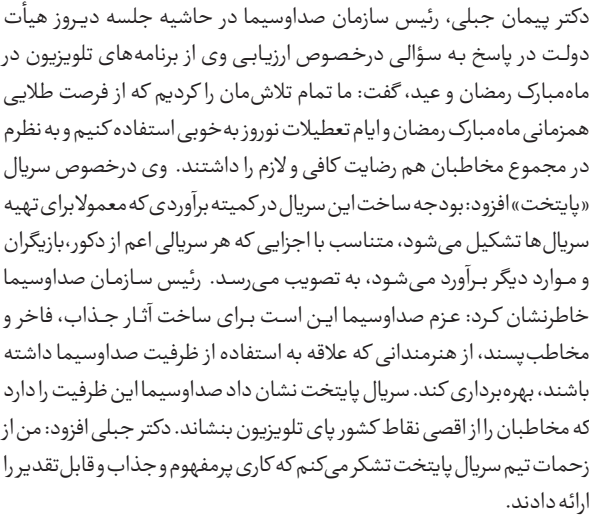 دکتر پیمان جبلی، رئیس سازمان صداوسیما در حاشیه جلسه دیروز هیأت
دولت در پاسخ به سؤالی درخصوص ارزیابی وی از برنامه‌های تلویزیون در
ماه‌مبارک رمضان و عید، گفت: ما تمام تلاش‌مان را کردیم که از فرصت طلایی
همزمانی ماه‌مبارک رمضان و ایام تعطیلات نوروز به‌خوبی استفاده کنیم و به نظرم
در مجموع مخاطبان هم رضایت کافی و لازم را داشتند. وی درخصوص سریال
«پایتخت» افزود: بودجه ساخت این سریال در کمیته برآوردی که معمولا برای تهیه
سریال‌ها تشکیل می‌شود، متناسب با اجزایی که هر سریالی اعم از دکور،بازیگران
و موارد دیگر برآورد می‌شود، به تصویب می‌رسد. رئیس سازمان صداوسیما
خاطرنشان کرد: عزم صداوسیما این است برای ساخت آثار جذاب، فاخر و
مخاطب‌پسند، از هنرمندانی که علاقه به استفاده از ظرفیت صداوسیما داشته
باشند، بهره‌برداری کند. سریال پایتخت نشان داد صداوسیما این ظرفیت را دارد
که مخاطبان را از اقصی نقاط کشور پای تلویزیون بنشاند. دکتر جبلی افزود: من از
زحمات تیم سریال پایتخت تشکر می‌کنم که کاری پرمفهوم و جذاب و قابل تقدیر را
ارائه دادند.